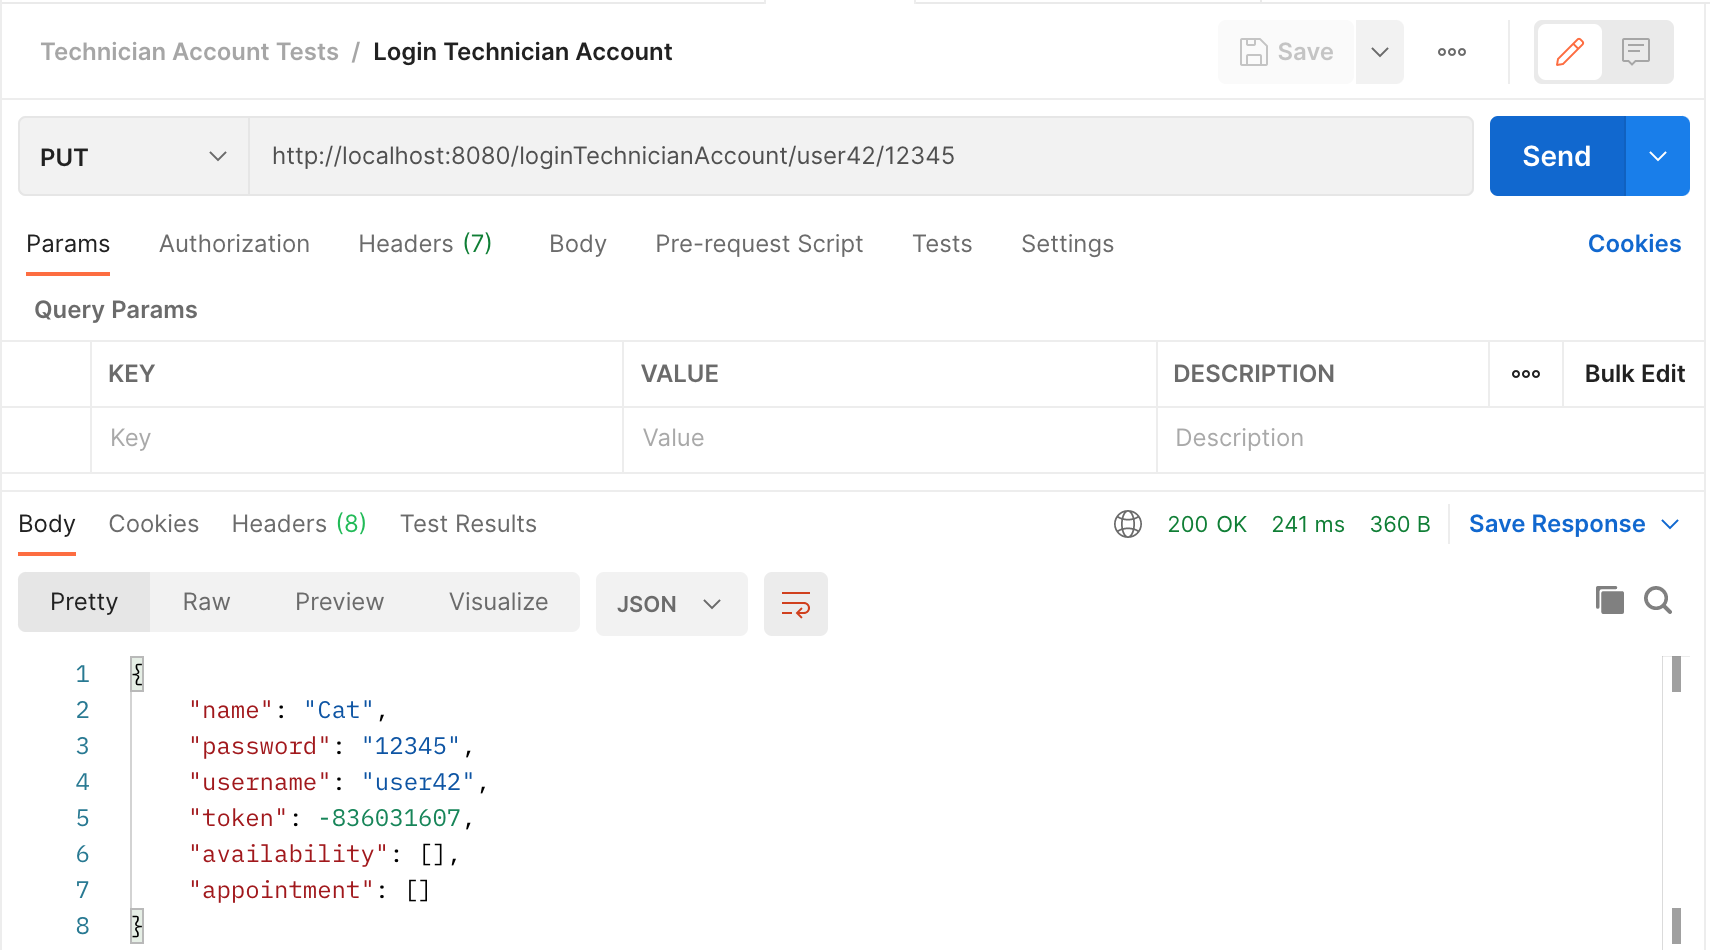 Technician Account Tests / Login Technician Account Save
PUT http://localhost:8080/loginTechnicianAccount/user42/12345 Send
Params Authorization Headers (7) Body Pre-request Script Tests Settings Cookies
Query Params
KEY VALUE DESCRIPTION Bulk Edit
Key Value Description
Body Cookies Headers (8) Test Results 200 OK 241 ms 360 B Save Response
Pretty Raw Preview Visualize JSON
1 {
2 "name": "Cat",
3 "password": "12345",
4 "username": "user42",
5 "token": -836031607,
6 "availability": [],
7 "appointment": []
8 }